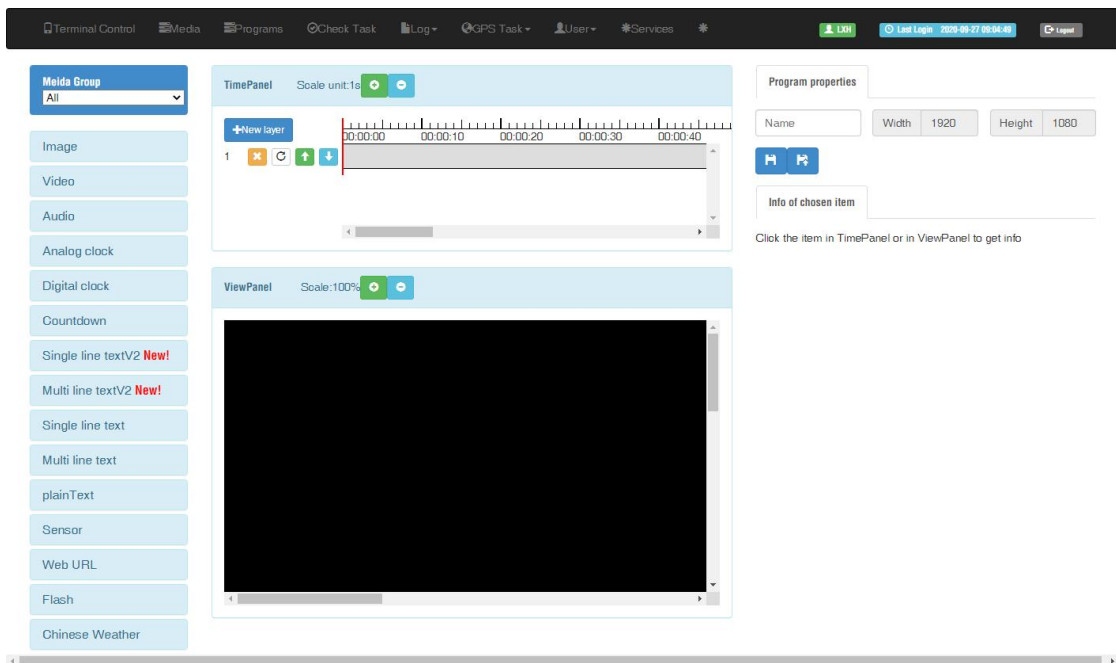 Terminal Control Media Programs Check Task Log GPS Task User Services LXH Last Login 2020-09-27 09:04:49 Logout
Meida Group
All
Image
Video
Audio
Analog clock
Digital clock
Countdown
Single line textV2 New!
Multi line textV2 New!
Single line text
Multi line text
plainText
Sensor
Web URL
Flash
Chinese Weather
TimePanel Scale unit:1s
+New layer
00:00:00 00:00:10 00:00:20 00:00:30 00:00:40
1
ViewPanel Scale:100%
Program properties
Name Width 1920 Height 1080
Info of chosen item
Click the item in TimePanel or in ViewPanel to get info